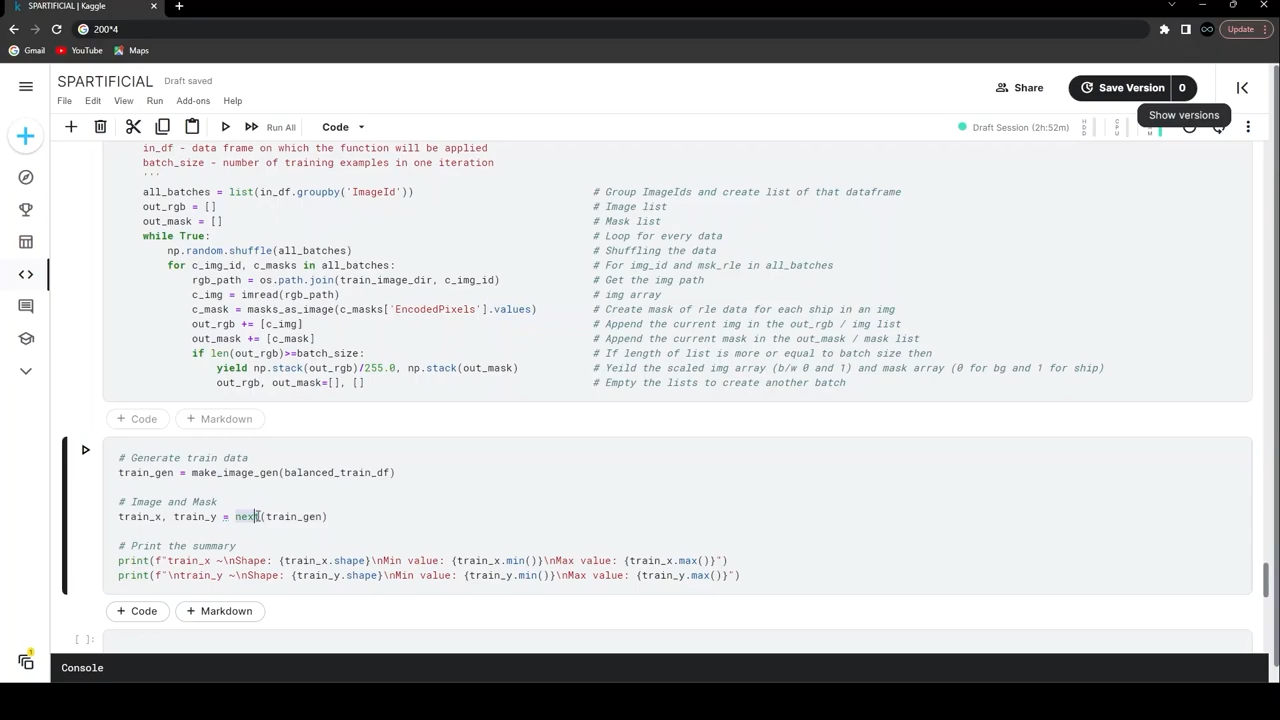 SPARTIFICIAL | Kaggle
200*4
Update
Gmail
YouTube
Maps
SPARTIFICIAL
Draft saved
Share
Save Version
0
File
Edit
View
Run
Add-ons
Help
Show versions
Run All
Code
Draft Session (2h:52m)
in_df - data frame on which the function will be applied
batch_size - number of training examples in one iteration
'''
all_batches = list(in_df.groupby('ImageId')) # Group ImageIds and create list of that dataframe
out_rgb = [] # Image list
out_mask = [] # Mask list
while True: # Loop for every data
np.random.shuffle(all_batches) # Shuffling the data
for c_img_id, c_masks in all_batches: # For img_id and msk_rle in all_batches
rgb_path = os.path.join(train_image_dir, c_img_id) # Get the img path
c_img = imread(rgb_path) # img array
c_mask = masks_as_image(c_masks['EncodedPixels'].values) # Create mask of rle data for each ship in an img
out_rgb += [c_img] # Append the current img in the out_rgb / img list
out_mask += [c_mask] # Append the current mask in the out_mask / mask list
if len(out_rgb)>=batch_size: # If length of list is more or equal to batch size then
yield np.stack(out_rgb)/255.0, np.stack(out_mask) # Yeild the scaled img array (b/w 0 and 1) and mask array (0 for bg and 1 for ship)
out_rgb, out_mask=[], [] # Empty the lists to create another batch
+ Code
+ Markdown
# Generate train data
train_gen = make_image_gen(balanced_train_df)
# Image and Mask
train_x, train_y = next(train_gen)
# Print the summary
print(f"train_x ~\nShape: {train_x.shape}\nMin value: {train_x.min()}\nMax value: {train_x.max()}")
print(f"\ntrain_y ~\nShape: {train_y.shape}\nMin value: {train_y.min()}\nMax value: {train_y.max()}")
+ Code
+ Markdown
[ ]:
1
Console